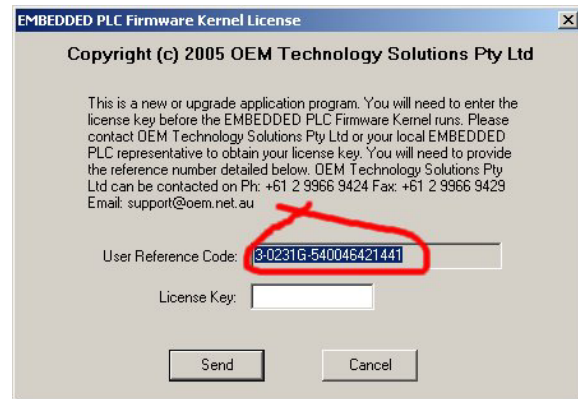 EMBEDDED PLC Firmware Kernel License
Copyright (c) 2005 OEM Technology Solutions Pty Ltd
This is a new or upgrade application program. You will need to enter the
license key before the EMBEDDED PLC Firmware Kernel runs. Please
contact OEM Technology Solutions Pty Ltd or your local EMBEDDED
PLC representative to obtain your license key. You will need to provide
the reference number detailed below. OEM Technology Solutions Pty
Ltd can be contacted on Ph: +61 2 9966 9424 Fax: +61 2 9966 9429
Email: support@oem.net.au
User Reference Code: 3-0231G-540046421441
License Key:
Send Cancel